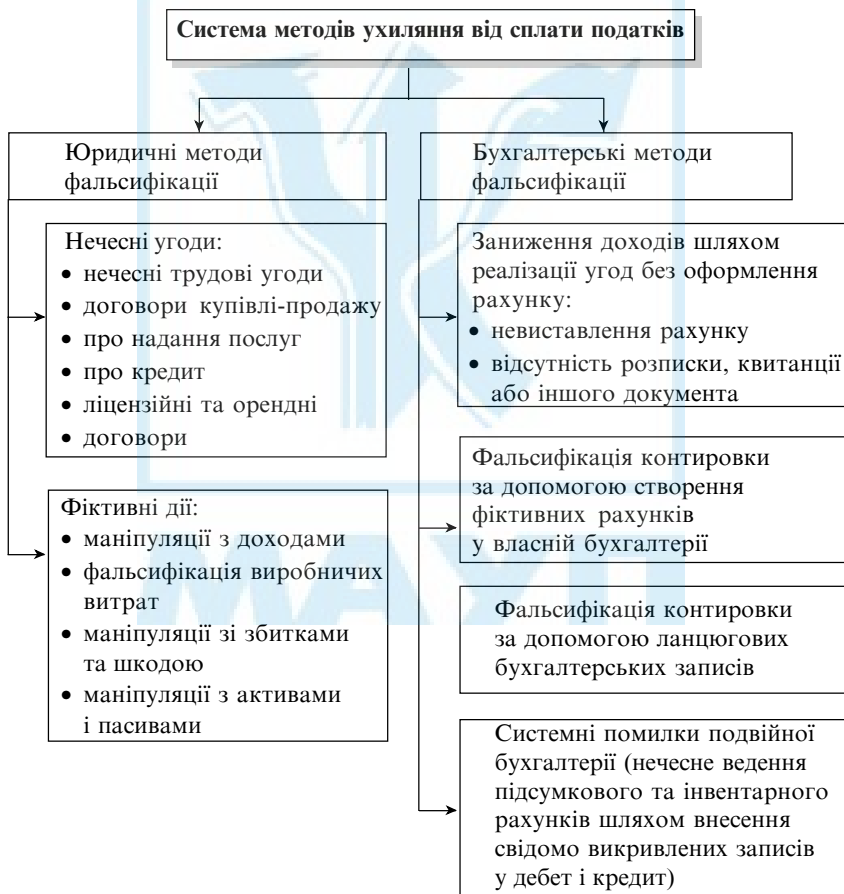 Система методів ухиляння від сплати податків
Юридичні методи
фальсифікації
Нечесні угоди:
• нечесні трудові угоди
• договори купівлі-продажу
• про надання послуг
• про кредит
• ліцензійні та орендні
• договори
Фіктивні дії:
• маніпуляції з доходами
• фальсифікація виробничих
витрат
• маніпуляції зі збитками
та шкодою
• маніпуляції з активами
і пасивами
Бухгалтерські методи
фальсифікації
Заниження доходів шляхом
реалізації угод без оформлення
рахунку:
• невиставлення рахунку
• відсутність розписки, квитанції
або іншого документа
Фальсифікація контировки
за допомогою створення
фіктивних рахунків
у власній бухгалтерії
Фальсифікація контировки
за допомогою ланцюгових
бухгалтерських записів
Системні помилки подвійної
бухгалтерії (нечесне ведення
підсумкового та інвентарного
рахунків шляхом внесення
свідомо викривлених записів
у дебет і кредит)
МАУП